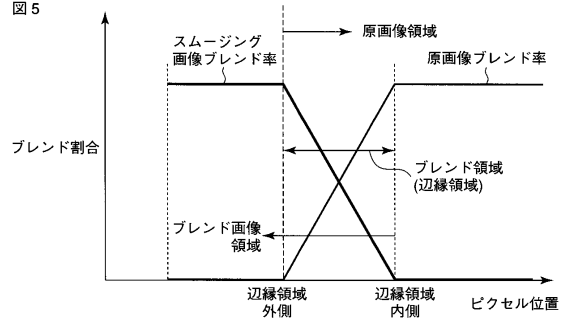 図5
スムージング
画像ブレンド率
原画像領域
原画像ブレンド率
ブレンド割合
ブレンド領域
(辺縁領域)
ブレンド画像
領域
辺縁領域
外側
辺縁領域
内側
ピクセル位置